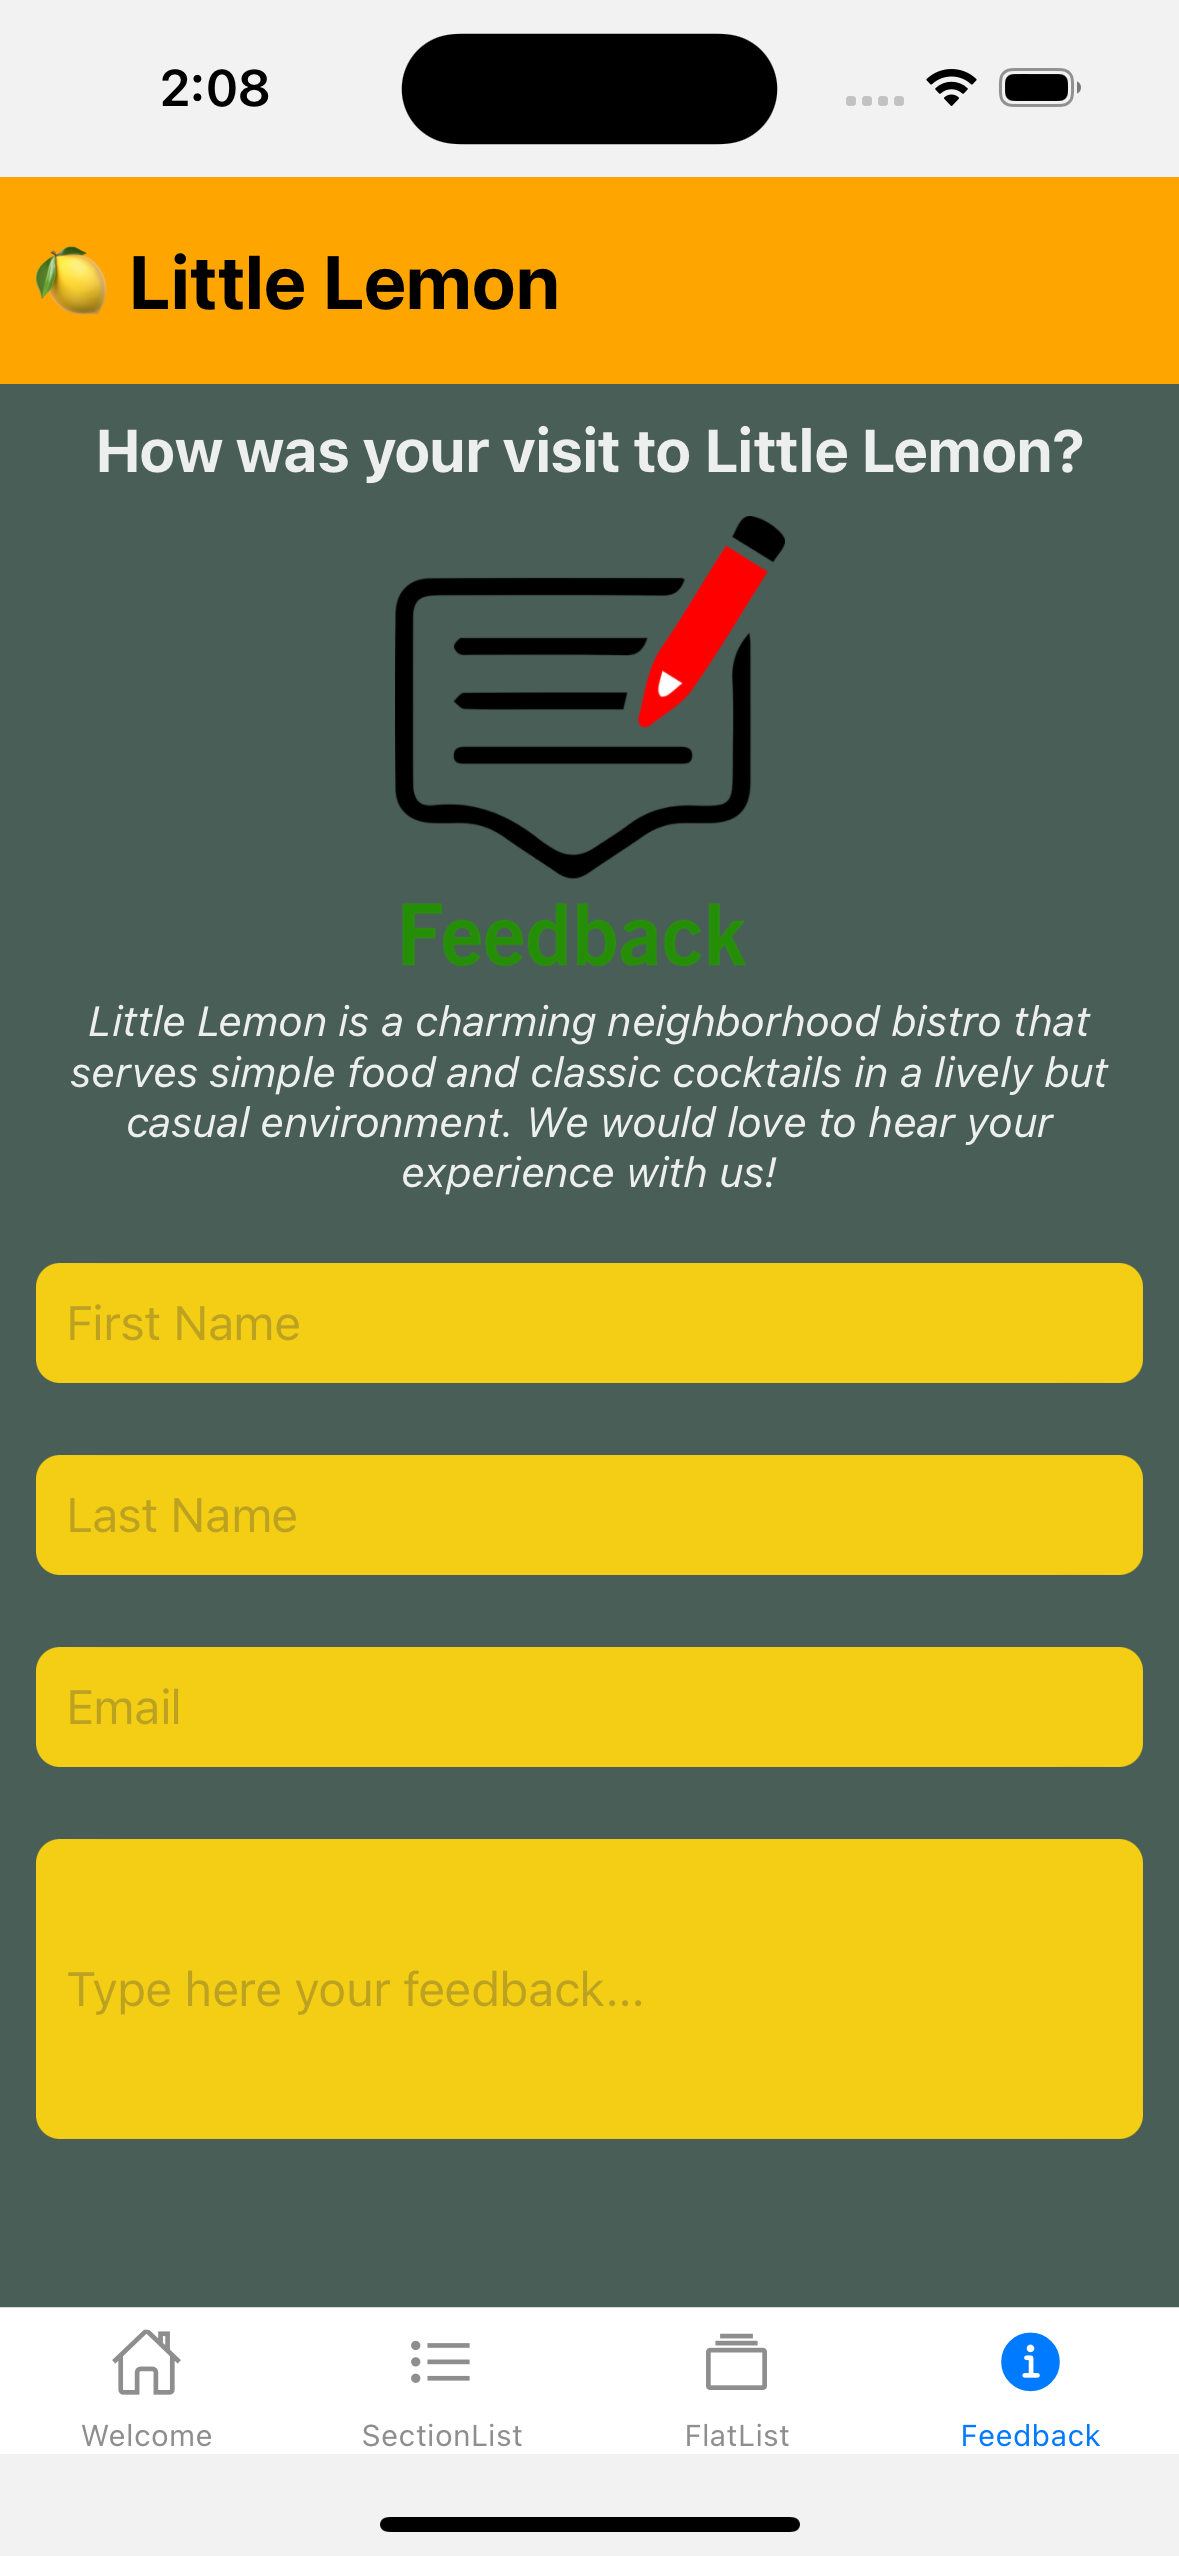 2:08
Little Lemon
How was your visit to Little Lemon?
Feedback
Little Lemon is a charming neighborhood bistro that
serves simple food and classic cocktails in a lively but
casual environment. We would love to hear your
experience with us!
First Name
Last Name
Email
Type here your feedback...
Welcome
SectionList
FlatList
Feedback